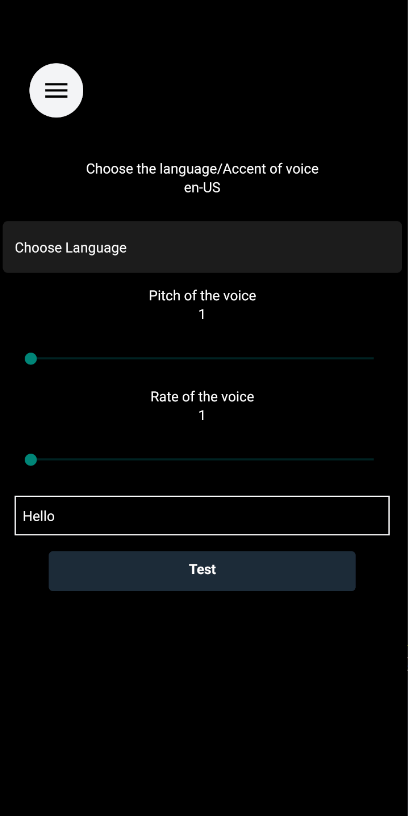 Choose the language/Accent of voice
en-US
Choose Language
Pitch of the voice
1
Rate of the voice
1
Hello
Test